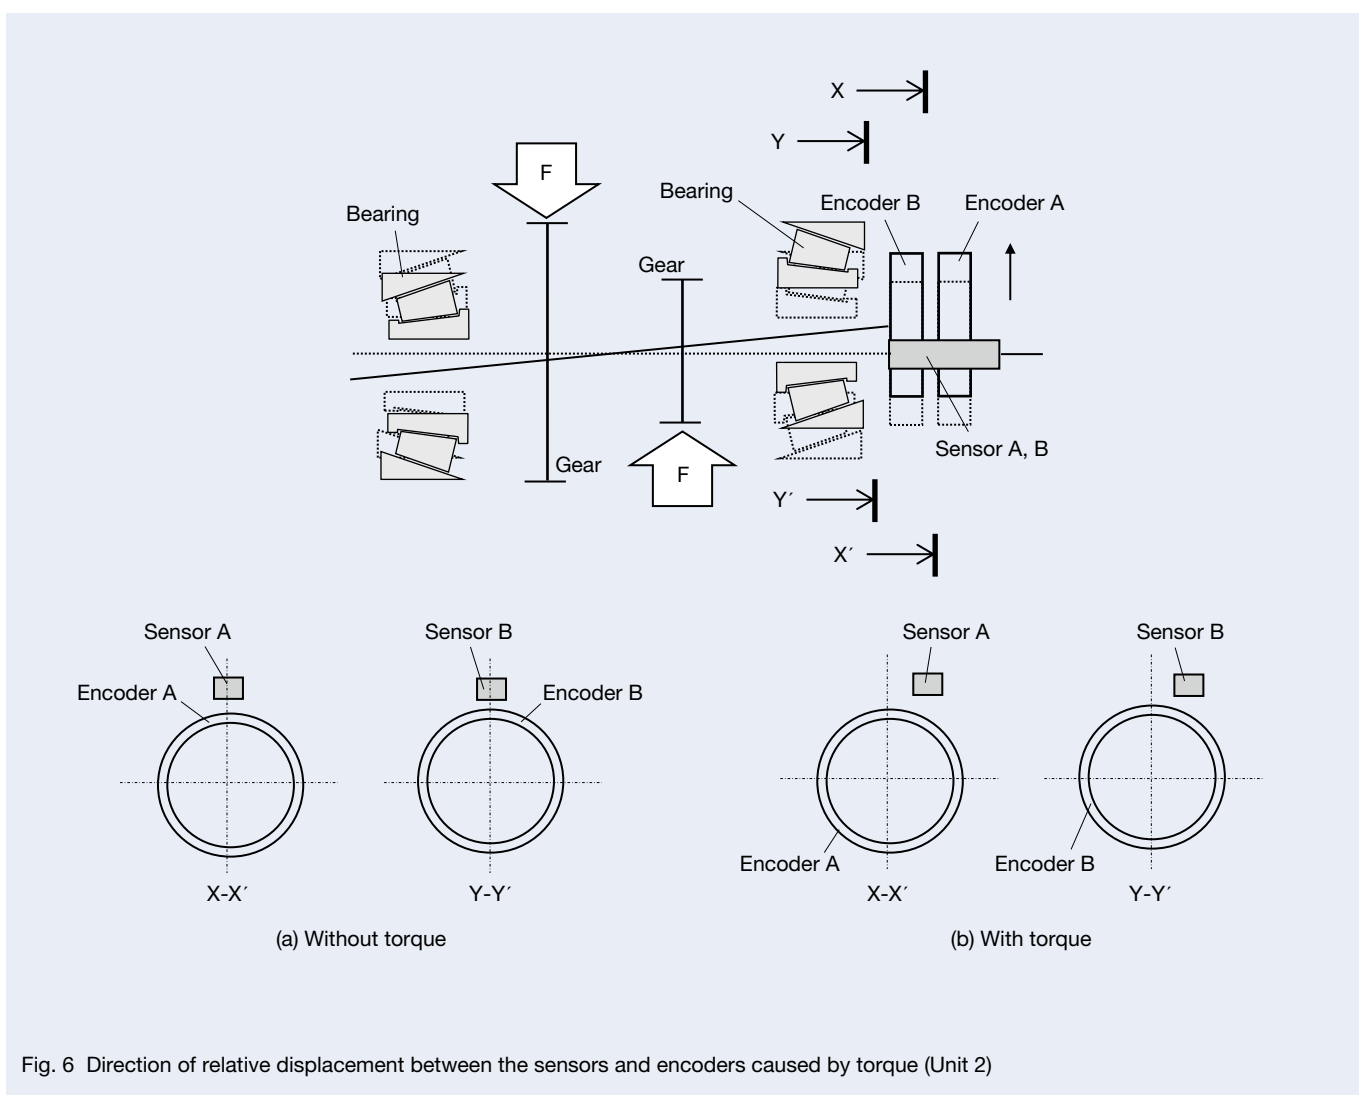 X
Y
F
Bearing
Bearing
Encoder B
Encoder A
Gear
Sensor A, B
Gear
F
Y´
X´
Sensor A
Encoder A
X-X´
Sensor B
Encoder B
Y-Y´
(a) Without torque
Sensor A
Encoder A
X-X´
Sensor B
Encoder B
Y-Y´
(b) With torque
Fig. 6 Direction of relative displacement between the sensors and encoders caused by torque (Unit 2)